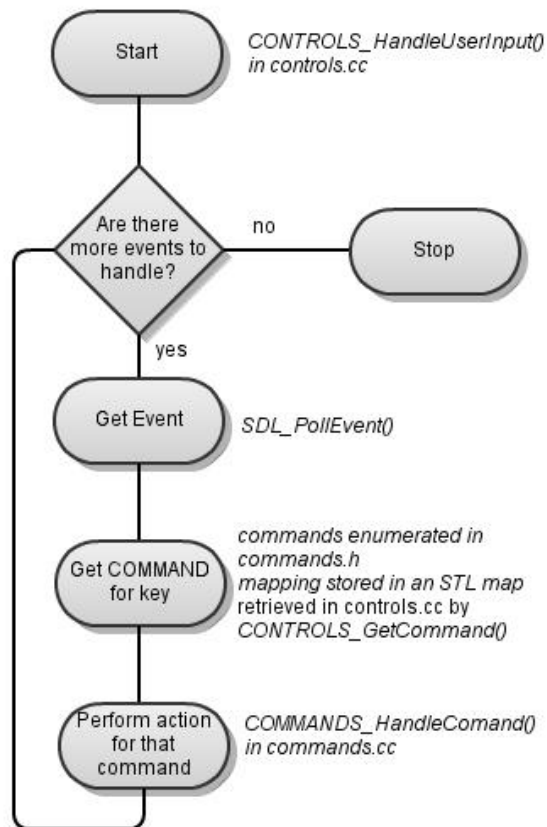 Start
CONTROLS_HandleUserInput()
in controls.cc
Are there
more events to
handle?
no
Stop
yes
Get Event
SDL_PollEvent()
Get COMMAND
for key
commands enumerated in
commands.h
mapping stored in an STL map
retrieved in controls.cc by
CONTROLS_GetCommand()
Perform action
for that
command
COMMANDS_HandleComand()
in commands.cc